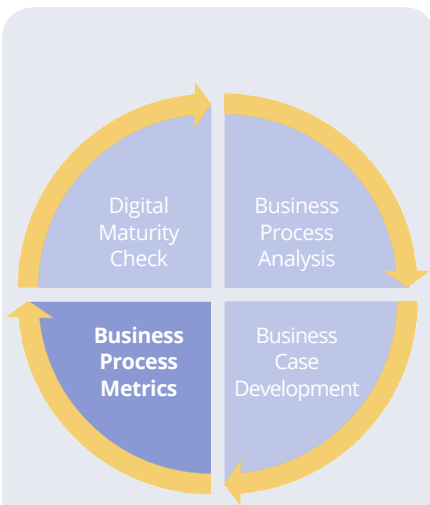 Digital
Maturity
Check
Business
Process
Analysis
Business
Process
Metrics
Business
Case
Development